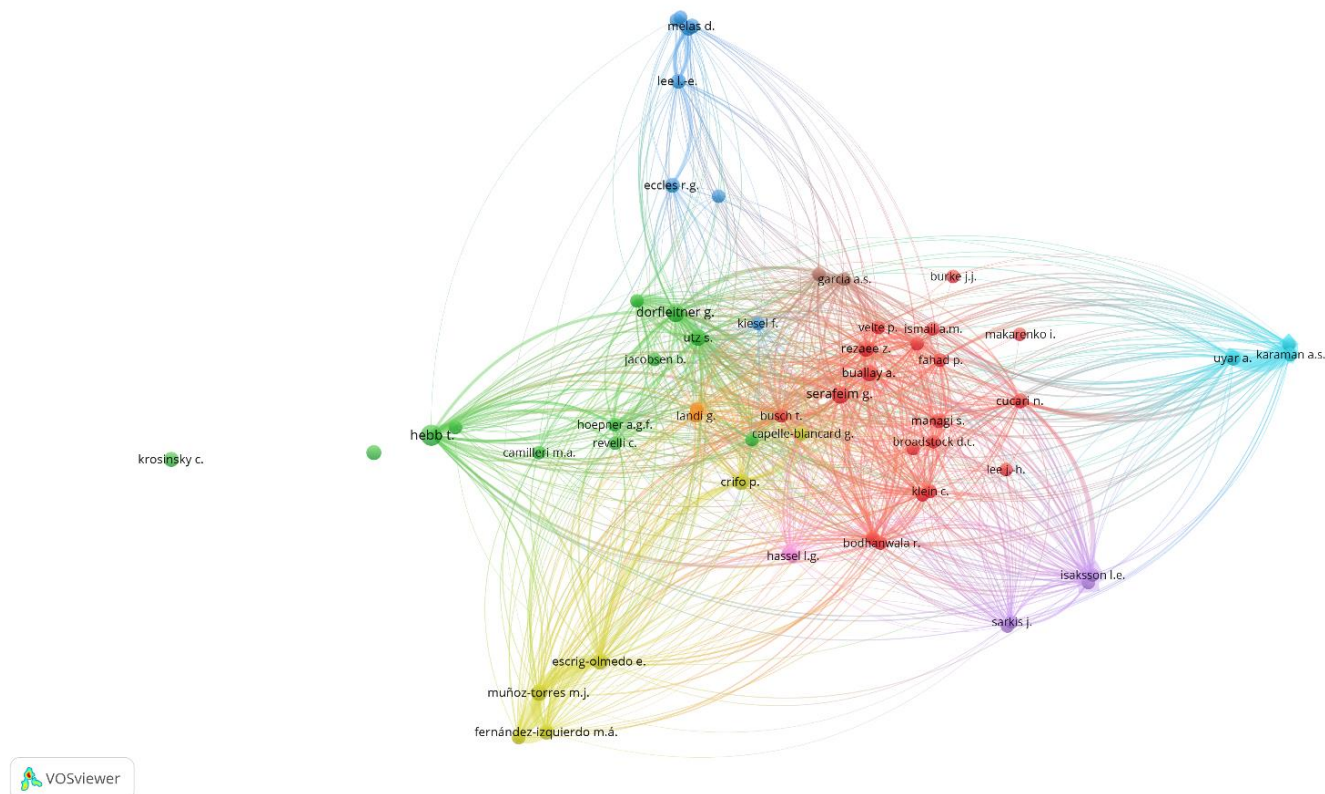 melas d.
lee l.-e.
eccles r.g.
garcia a.s.
burke j.j.
dorfleitner g.
kiesel f.
velte p.
ismail a.m.
makarenko i.
utz s.
rezaee z.
jacobsen b.
fahad p.
uyar a.
karaman a.s.
buallay a.
serafeim g.
cucari n.
landi g.
busch t.
managi s.
hoepner a.g.f.
hebb t.
capelle-blancard g.
revelli c.
broadstock d.c.
camilleri m.a.
krosinsky c.
lee j.-h.
crifo p.
klein c.
bodhanwala r.
hassel l.g.
isaksson l.e.
sarkis j.
escrig-olmedo e.
muñoz-torres m.j.
fernández-izquierdo m.á.
VOSviewer